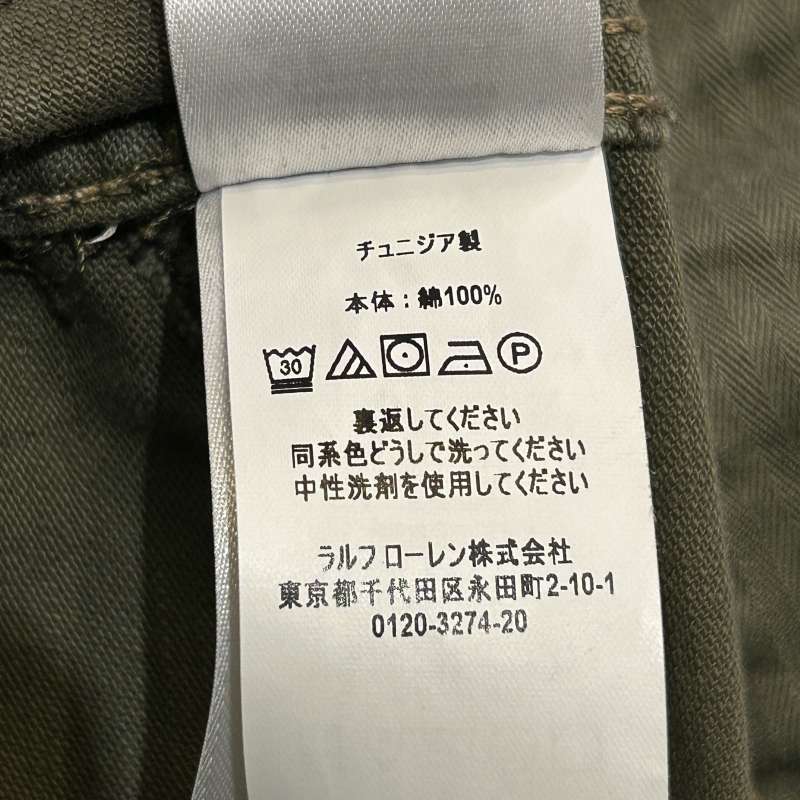 チュニジア製
本体:綿100%
30 P
裏返してください
同系色どうしで洗ってください
中性洗剤を使用してください
ラルフ ローレン株式会社
東京都千代田区永田町2-10-1
0120-3274-20